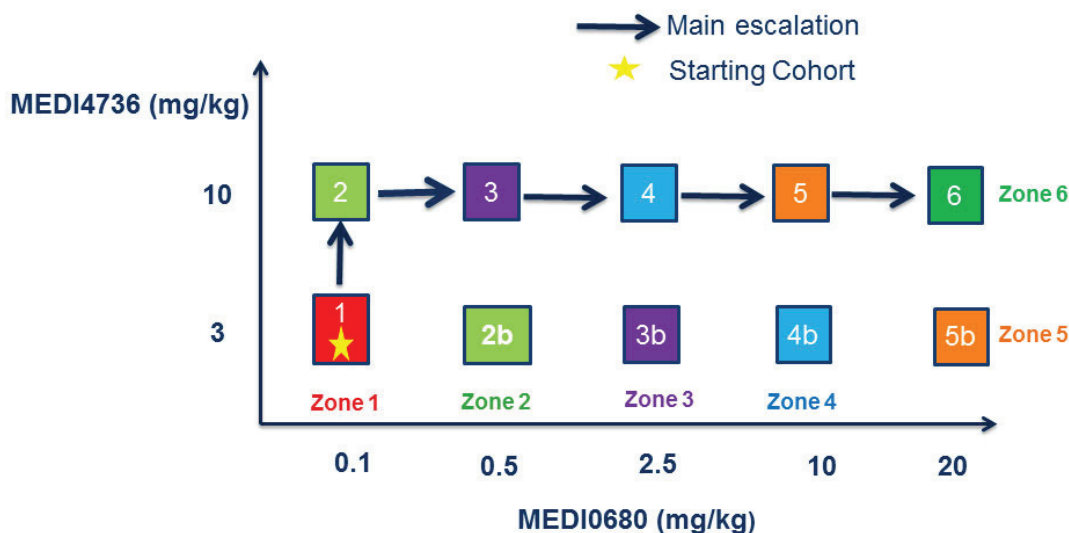 Main escalation
Starting Cohort
MEDI4736 (mg/kg)
10
2
3
4
5
6
Zone 6
3
1
2b
3b
4b
5b
Zone 5
Zone 1
Zone 2
Zone 3
Zone 4
0.1
0.5
2.5
10
20
MEDI0680 (mg/kg)